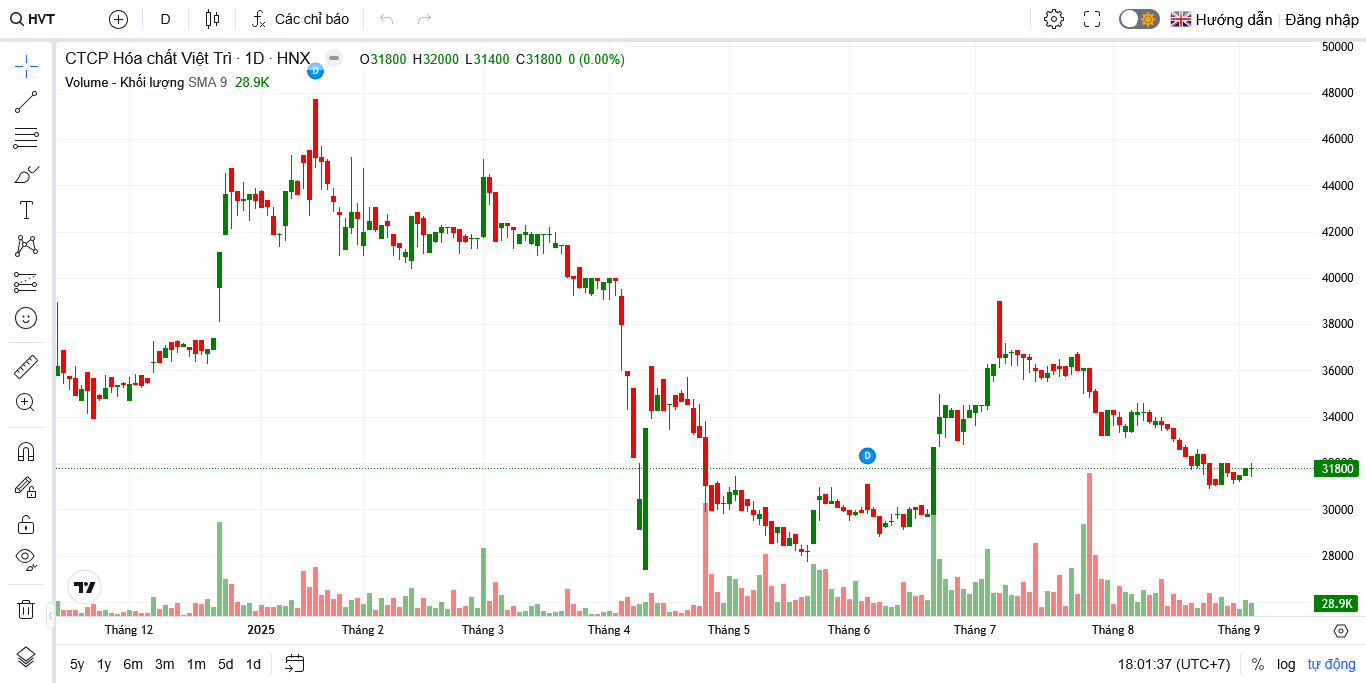 HVT D Các chỉ báo Hướng dẫn Đăng nhập
CTCP Hóa chất Việt Trì · 1D · HNX O31800 H32000 L31400 C31800 0 (0.00%)
Volume - Khối lượng SMA 9 28.9K
D
D
50000
48000
46000
44000
42000
40000
38000
36000
34000
31800
30000
28000
28.9K
Tháng 12 2025 Tháng 2 Tháng 3 Tháng 4 Tháng 5 Tháng 6 Tháng 7 Tháng 8 Tháng 9
5y 1y 6m 3m 1m 5d 1d 18:01:37 (UTC+7) % log tự động